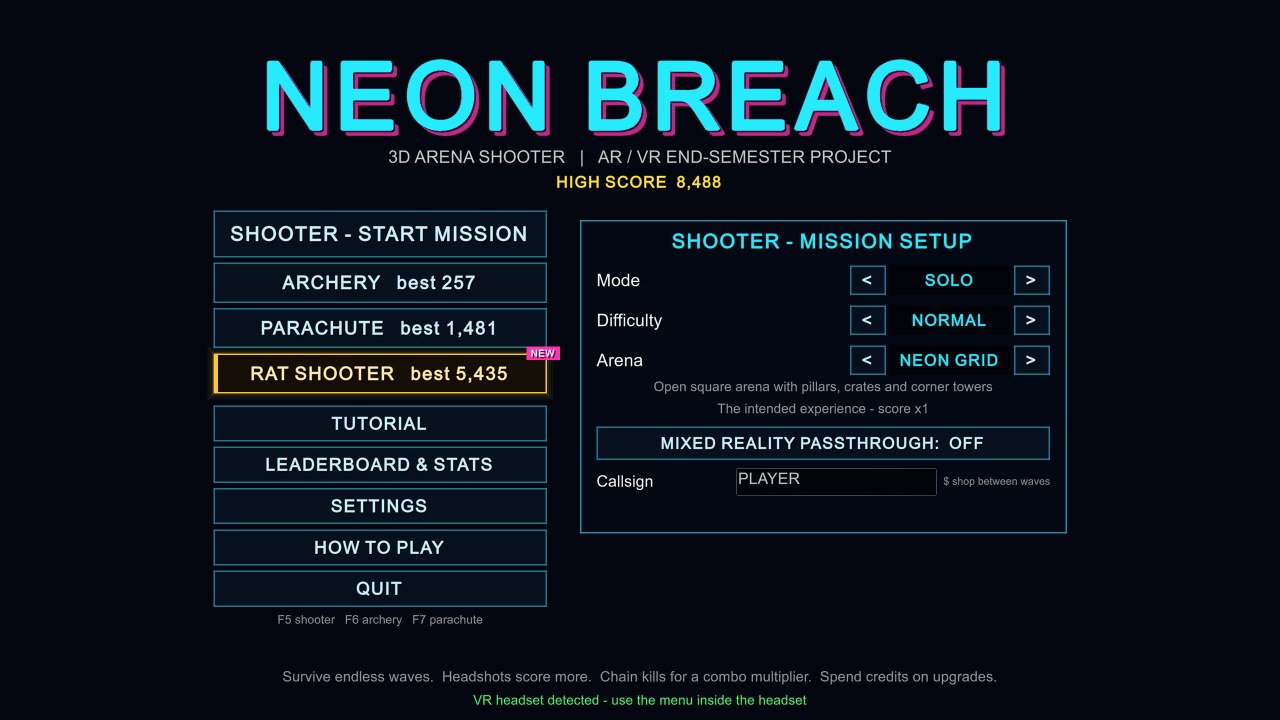 NEON BREACH
3D ARENA SHOOTER | AR / VR END-SEMESTER PROJECT
HIGH SCORE 8,488
SHOOTER - START MISSION
ARCHERY best 257
PARACHUTE best 1,481
NEW
RAT SHOOTER best 5,435
TUTORIAL
LEADERBOARD & STATS
SETTINGS
HOW TO PLAY
QUIT
F5 shooter F6 archery F7 parachute
SHOOTER - MISSION SETUP
Mode < SOLO >
Difficulty < NORMAL >
Arena < NEON GRID >
Open square arena with pillars, crates and corner towers
The intended experience - score x1
MIXED REALITY PASSTHROUGH: OFF
Callsign PLAYER $ shop between waves
Survive endless waves. Headshots score more. Chain kills for a combo multiplier. Spend credits on upgrades.
VR headset detected - use the menu inside the headset